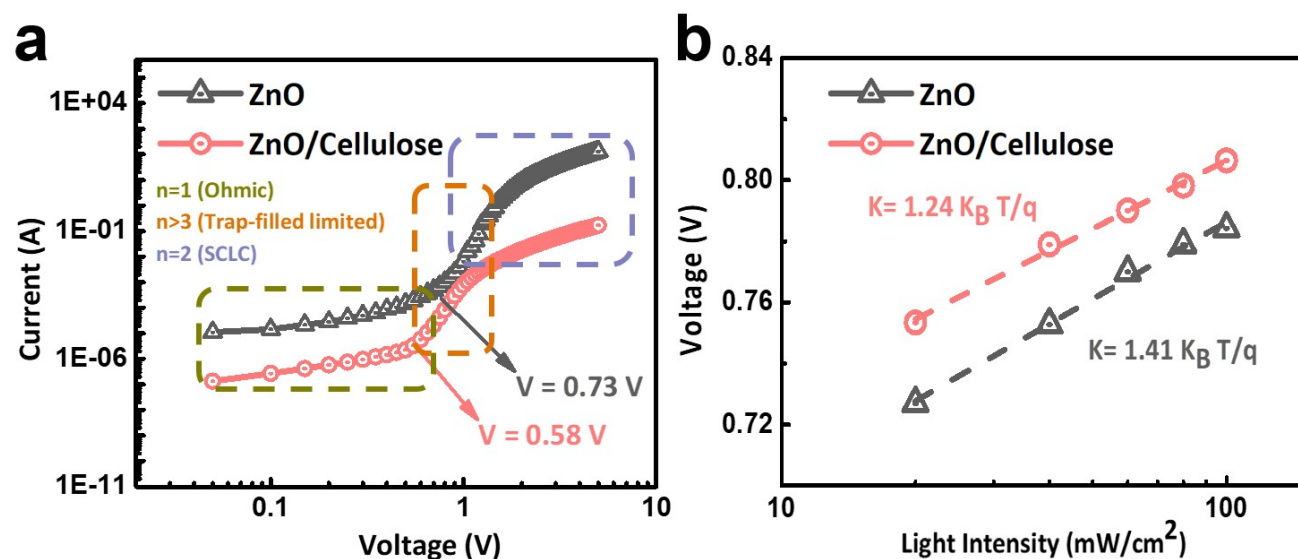 a
ZnO
ZnO/Cellulose
n=1 (Ohmic)
n>3 (Trap-filled limited)
n=2 (SCLC)
V = 0.73 V
V = 0.58 V
1E+04
1E-01
1E-06
1E-11
Current (A)
0.1
1
10
Voltage (V)
b
ZnO
ZnO/Cellulose
K= 1.24 K_B T/q
K= 1.41 K_B T/q
0.84
0.80
0.76
0.72
Voltage (V)
10
100
Light Intensity (mW/cm²)